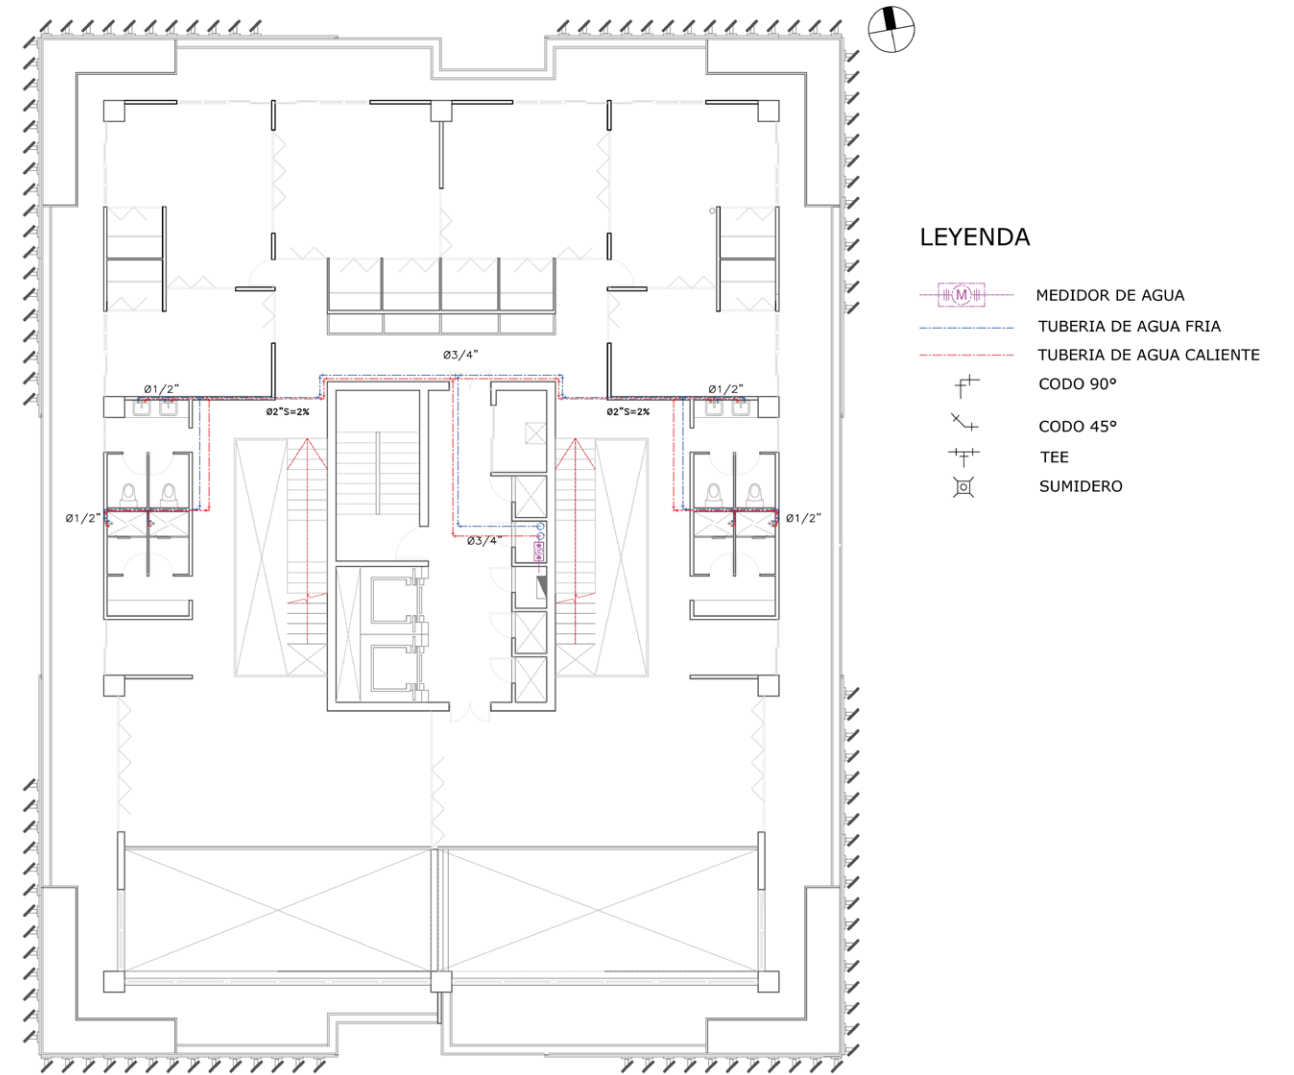 Ø3/4"
Ø1/2"
Ø1/2"
Ø2"S=2%
Ø2"S=2%
Ø1/2"
Ø1/2"
Ø3/4"
LEYENDA
M
MEDIDOR DE AGUA
TUBERIA DE AGUA FRIA
TUBERIA DE AGUA CALIENTE
CODO 90°
CODO 45°
TEE
SUMIDERO